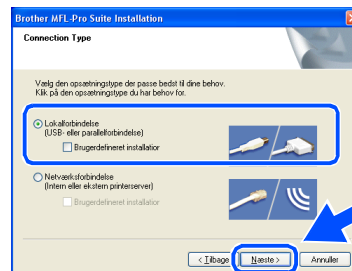 Brother MFL-Pro Suite Installation
Connection Type
Vælg den opsætningstype der passe bedst til dine behov.
Klik på den opsætningstype du har behov for.
Lokalforbindelse
(USB- eller parallelforbindelse)
Brugerdefineret installation
Netværksforbindelse
(Intern eller ekstern printerserver)
Brugerdefineret installation
< Tilbage
Næste >
Annuller